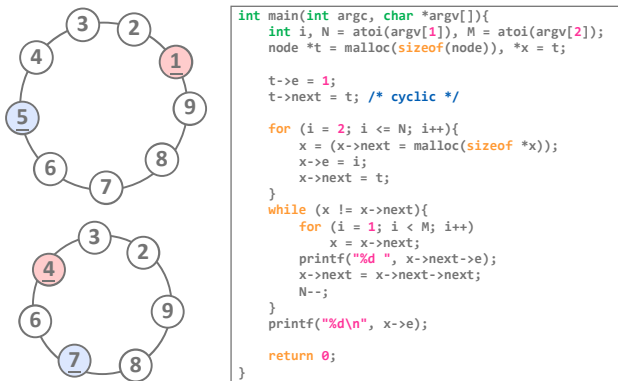 3
2
4
1
5
9
6
8
7
3
2
4
9
6
7
8
int main(int argc, char *argv[]){
int i, N = atoi(argv[1]), M = atoi(argv[2]);
node *t = malloc(sizeof(node)), *x = t;
t->e = 1;
t->next = t; /* cyclic */
for (i = 2; i <= N; i++){
x = (x->next = malloc(sizeof *x));
x->e = i;
x->next = t;
}
while (x != x->next){
for (i = 1; i < M; i++)
x = x->next;
printf("%d ", x->next->e);
x->next = x->next->next;
N--;
}
printf("%d\n", x->e);
return 0;
}